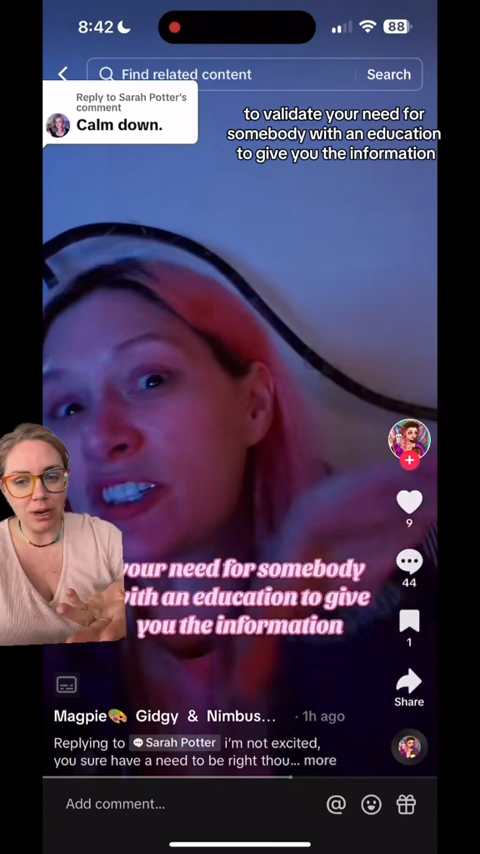 8:42
88
Find related content
Search
Reply to Sarah Potter's
comment
Calm down.
to validate your need for
somebody with an education
to give you the information
your need for somebody
with an education to give
you the information
9
44
1
Share
Magpie🎨 Gidgy & Nimbus... · 1h ago
Replying to Sarah Potter i'm not excited,
you sure have a need to be right thou... more
Add comment...